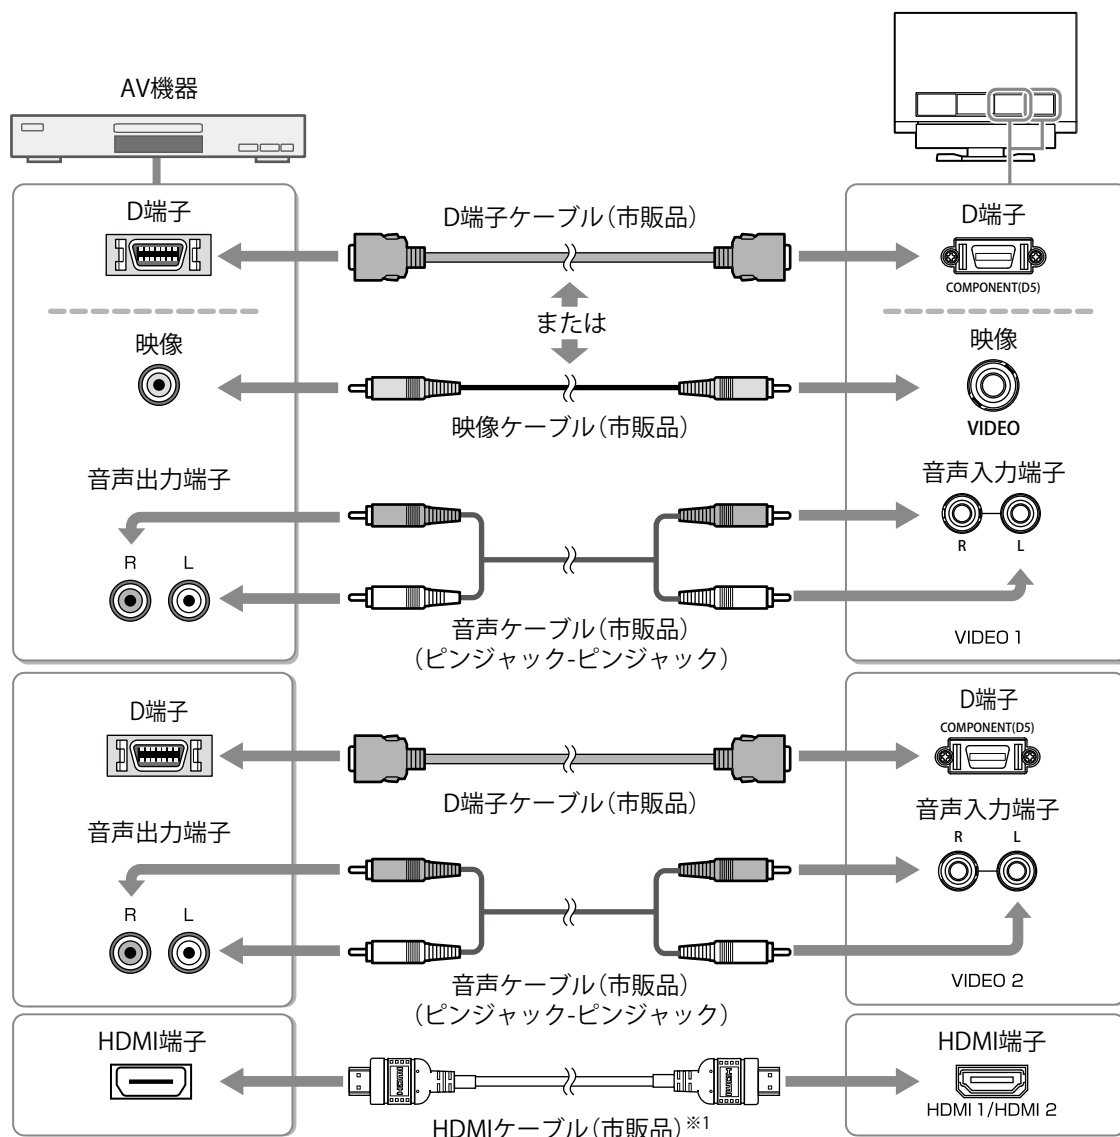 AV機器
D端子
D端子ケーブル（市販品）
D端子
COMPONENT(D5)
または
映像
映像
VIDEO
映像ケーブル（市販品）
音声出力端子
音声入力端子
R L
R L
音声ケーブル（市販品）
（ピンジャック-ピンジャック）
VIDEO 1
D端子
D端子
COMPONENT(D5)
D端子ケーブル（市販品）
音声出力端子
音声入力端子
R L
R L
音声ケーブル（市販品）
（ピンジャック-ピンジャック）
VIDEO 2
HDMI端子
HDMI端子
HDMI 1/HDMI 2
HDMIケーブル（市販品）※1